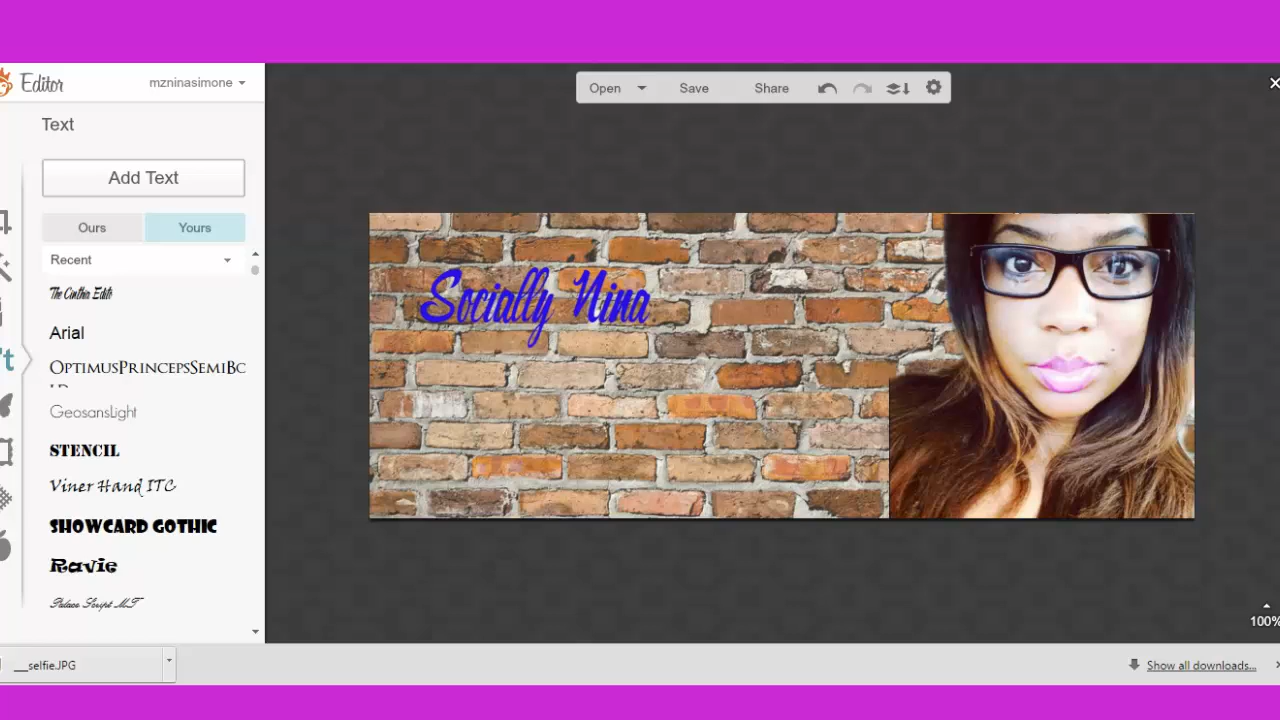 Editor
mzninasimone
Open
Save
Share
Text
Add Text
Ours
Yours
Recent
The Cinthia Edits
Arial
OptimusPrincepsSemiBo
GeosansLight
STENCIL
Viner Hand ITC
SHOWCARD GOTHIC
Ravie
Palace Script MT
Socially Nina
100%
__selfie.JPG
Show all downloads...